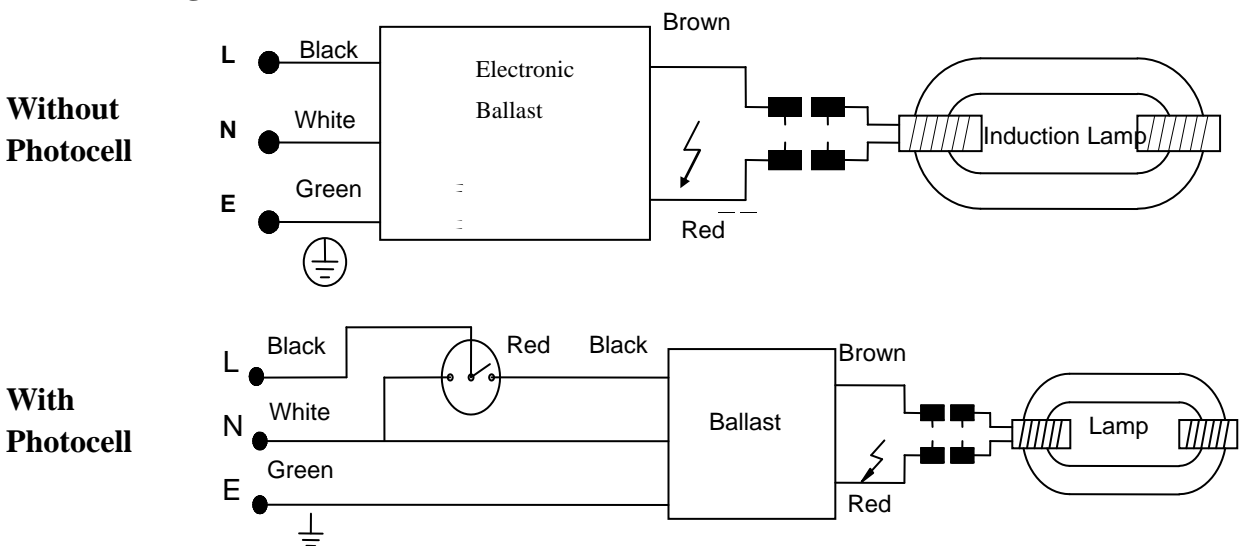 Brown
L Black
Electronic
Without
Ballast
N White
Induction Lamp
Photocell
Green
E
Red
L Black Red Black Brown
With
White
N Ballast Lamp
Photocell
Green
E
Red